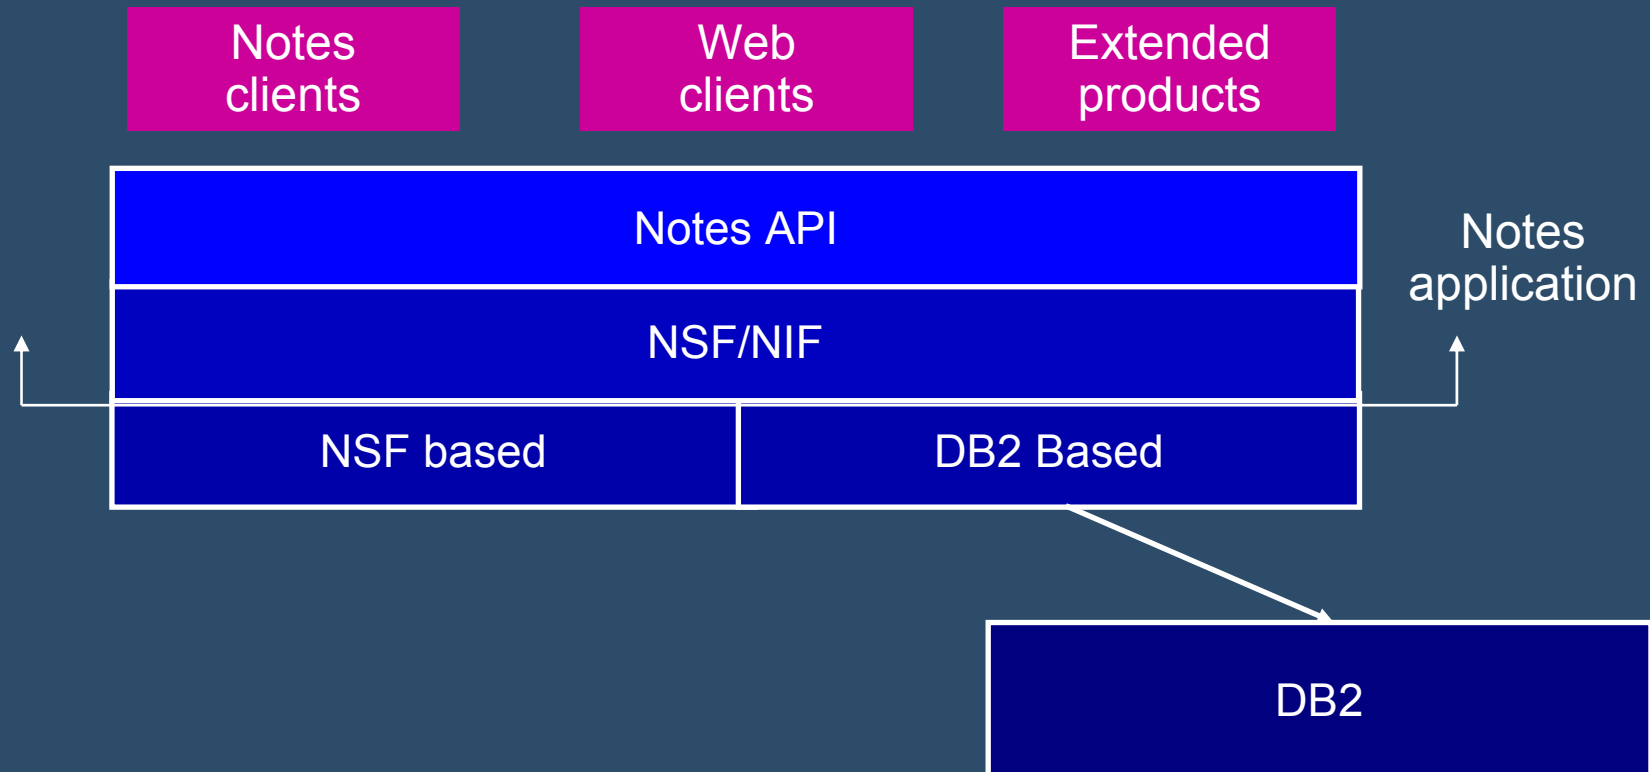 Notes
clients
Web
clients
Extended
products
Notes API
Notes
application
NSF/NIF
NSF based
DB2 Based
DB2